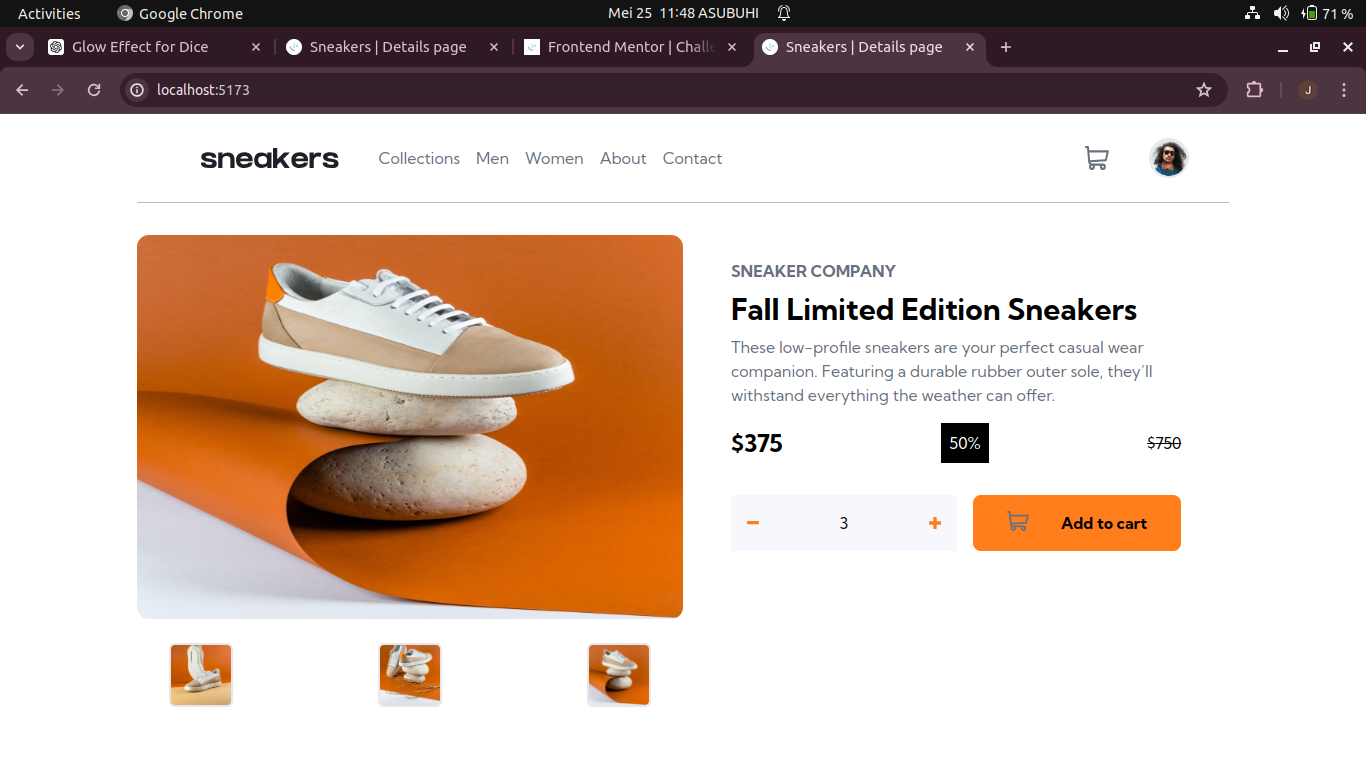 Activities Google Chrome Mei 25 11:48 ASUBUHI 71 %
Glow Effect for Dice Sneakers | Details page Frontend Mentor | Challe Sneakers | Details page
localhost:5173 J
sneakers Collections Men Women About Contact
SNEAKER COMPANY
Fall Limited Edition Sneakers
These low-profile sneakers are your perfect casual wear
companion. Featuring a durable rubber outer sole, they’ll
withstand everything the weather can offer.
$375 50% $750
3 Add to cart